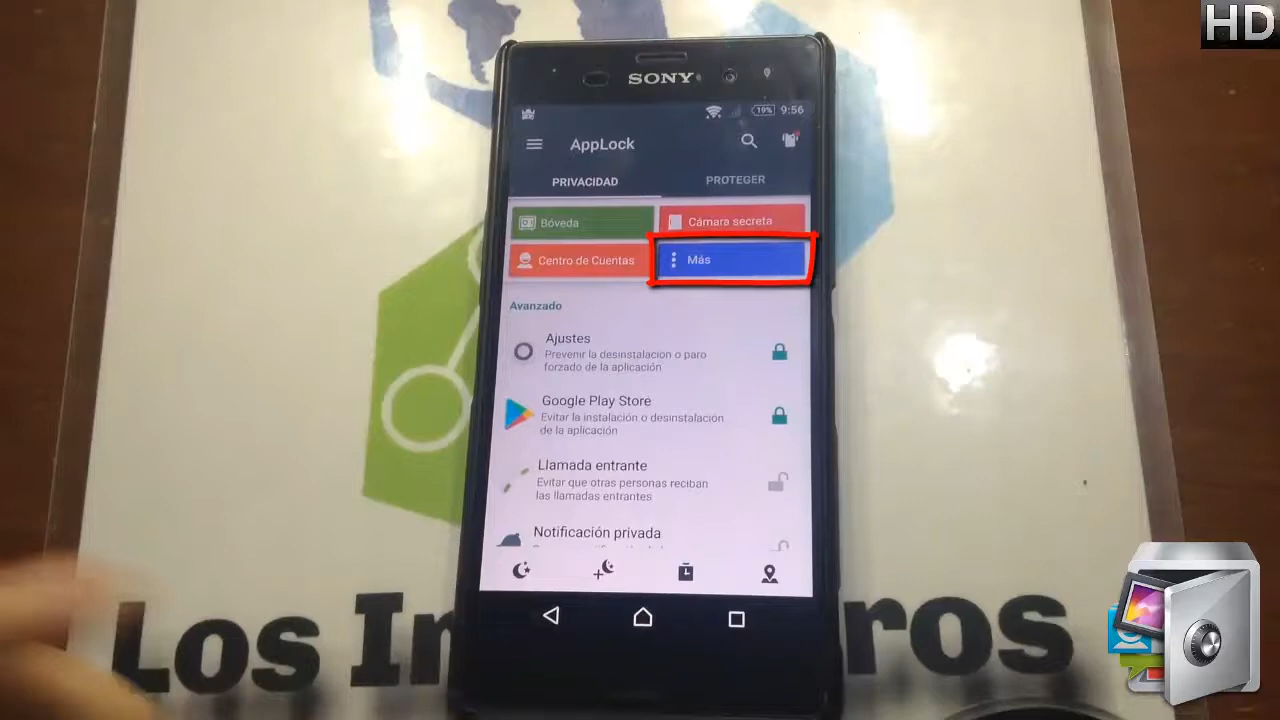 HD
SONY
19% 9:56
AppLock
PRIVACIDAD PROTEGER
Bóveda Cámara secreta
Centro de Cuentas Más
Avanzado
Ajustes
Prevenir la desinstalacion o paro
forzado de la aplicación
Google Play Store
Evitar la instalación o desinstalación
de la aplicación
Llamada entrante
Evitar que otras personas reciban
las llamadas entrantes
Notificación privada
Los In ros